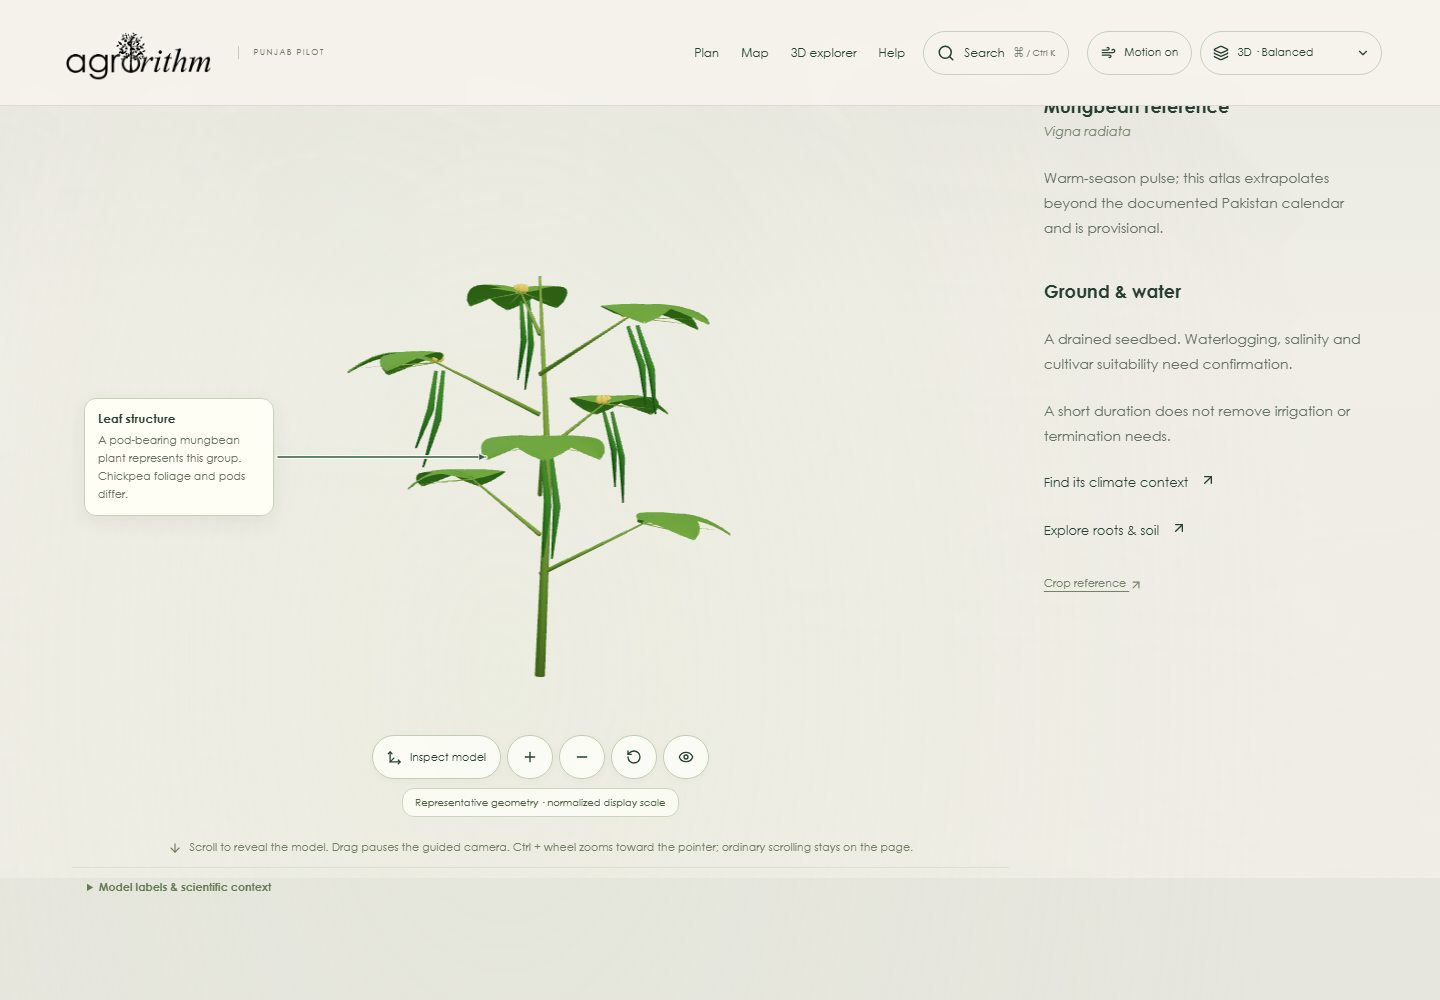 agrorithm
PUNJAB PILOT
Plan
Map
3D explorer
Help
Search ⌘ / Ctrl K
Motion on
3D · Balanced
Mungbean reference
Vigna radiata
Warm-season pulse; this atlas extrapolates
beyond the documented Pakistan calendar
and is provisional.
Ground & water
A drained seedbed. Waterlogging, salinity and
cultivar suitability need confirmation.
A short duration does not remove irrigation or
termination needs.
Find its climate context
Explore roots & soil
Crop reference
Leaf structure
A pod-bearing mungbean
plant represents this group.
Chickpea foliage and pods
differ.
Inspect model
Representative geometry · normalized display scale
Scroll to reveal the model. Drag pauses the guided camera. Ctrl + wheel zooms toward the pointer; ordinary scrolling stays on the page.
Model labels & scientific context